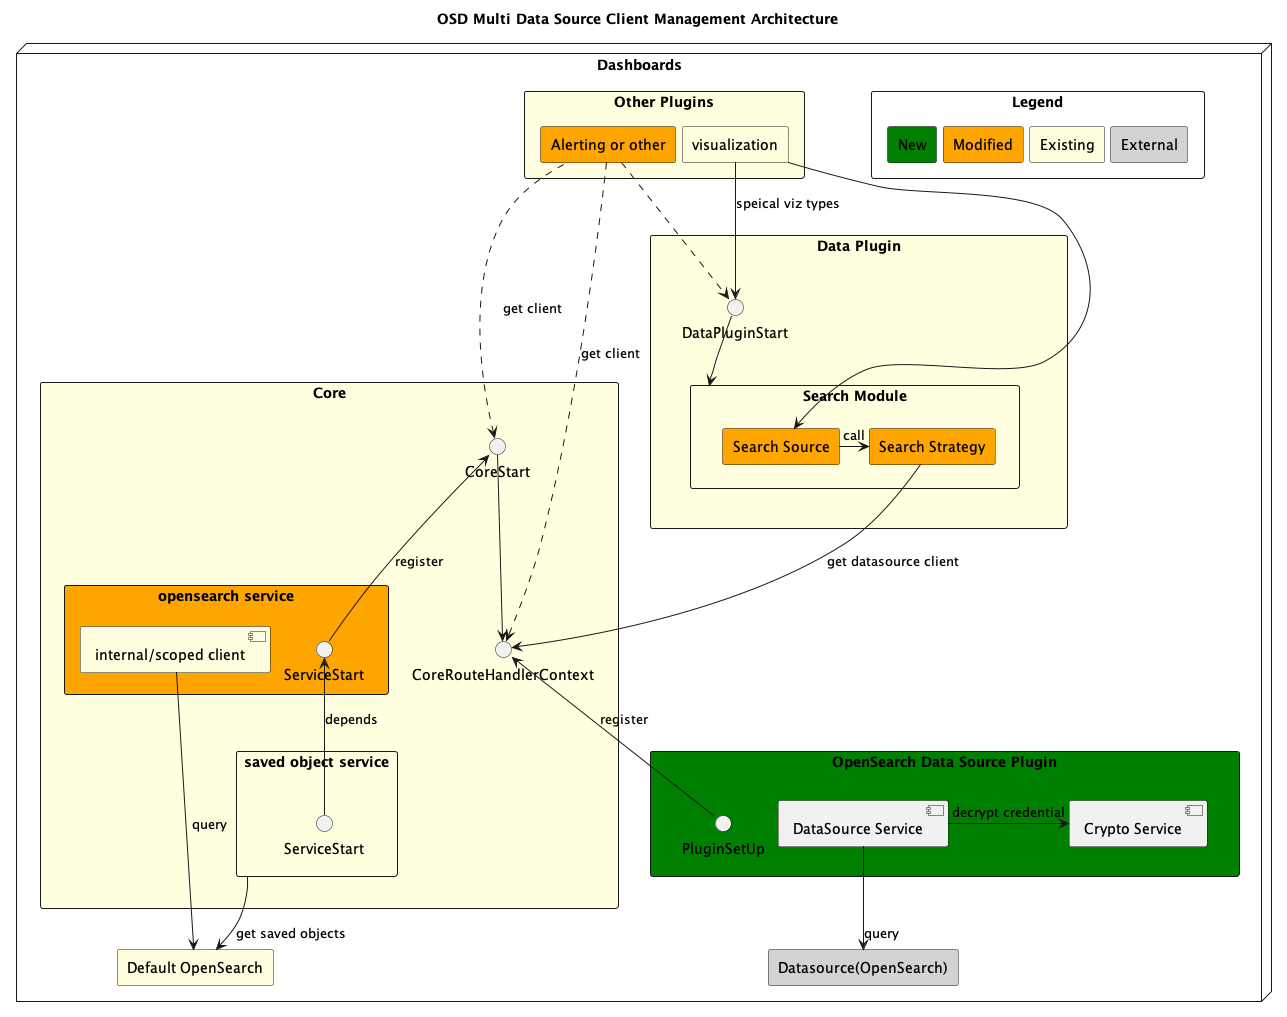 OSD Multi Data Source Client Management Architecture
Dashboards
Other Plugins
Alerting or other
visualization
Legend
New
Modified
Existing
External
speical viz types
Data Plugin
DataPluginStart
get client
get client
Search Module
Search Source
call
Search Strategy
Core
CoreStart
register
get datasource client
opensearch service
internal/scoped client
ServiceStart
CoreRouteHandlerContext
depends
register
saved object service
ServiceStart
query
OpenSearch Data Source Plugin
PluginSetUp
DataSource Service
decrypt credential
Crypto Service
get saved objects
query
Default OpenSearch
Datasource(OpenSearch)